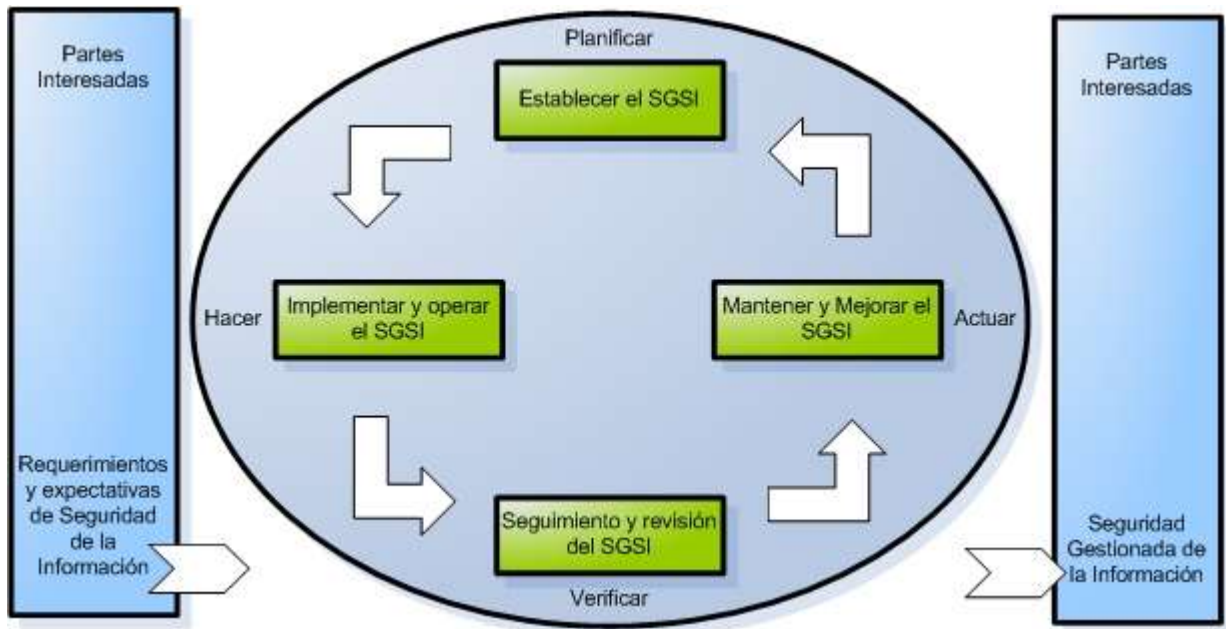 Partes
Interesadas
Requerimientos
y expectativas
de Seguridad
de la
Información
Planificar
Establecer el SGSI
Hacer
Implementar y operar
el SGSI
Mantener y Mejorar el
SGSI
Actuar
Seguimiento y revisión
del SGSI
Verificar
Partes
Interesadas
Seguridad
Gestionada de
la Información